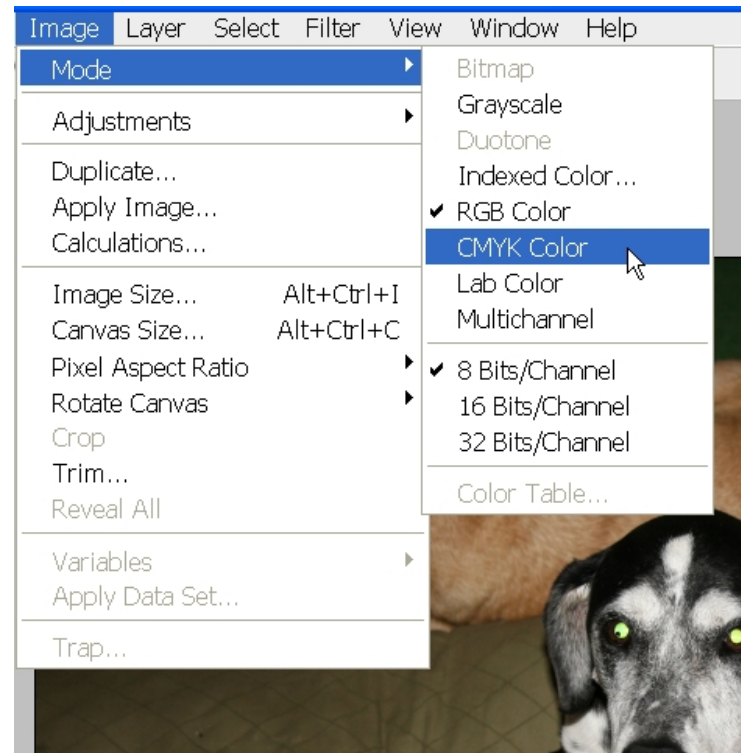 Image Layer Select Filter View Window Help
Mode
Adjustments
Duplicate...
Apply Image...
Calculations...
Image Size... Alt+Ctrl+I
Canvas Size... Alt+Ctrl+C
Pixel Aspect Ratio
Rotate Canvas
Crop
Trim...
Reveal All
Variables
Apply Data Set...
Trap...
Bitmap
Grayscale
Duotone
Indexed Color...
RGB Color
CMYK Color
Lab Color
Multichannel
8 Bits/Channel
16 Bits/Channel
32 Bits/Channel
Color Table...